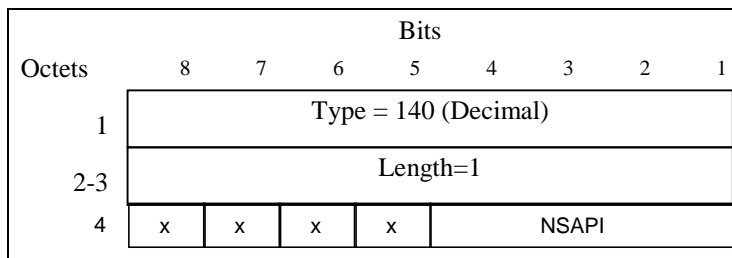 Bits
Octets 8 7 6 5 4 3 2 1
1 Type = 140 (Decimal)
2-3 Length=1
4 x x x x NSAPI